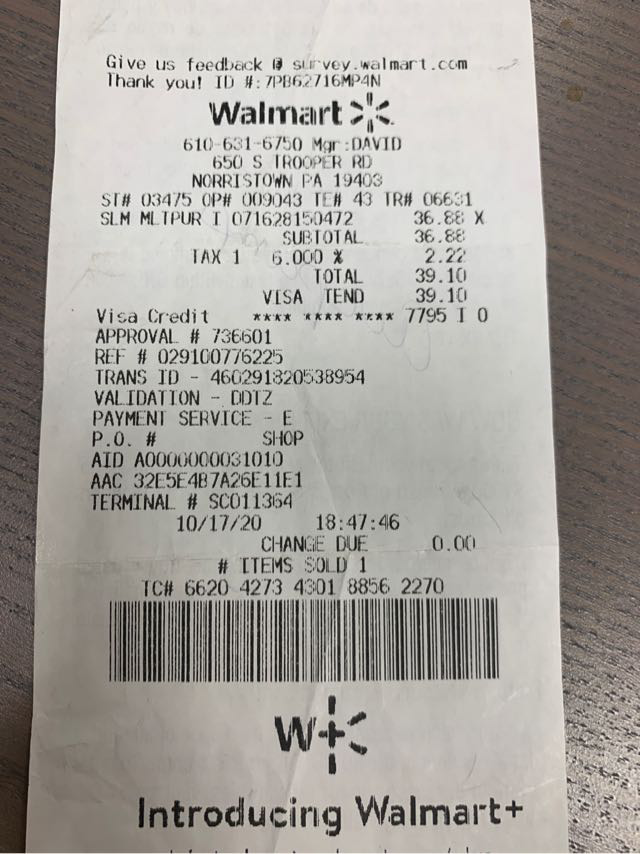 Give us feedback @ survey.walmart.com
Thank you! ID #:7PB62716MP4N
Walmart
610-631-6750 Mgr:DAVID
650 S TROOPER RD
NORRISTOWN PA 19403
ST# 03475 OP# 009043 TE# 43 TR# 06631
SLM MLTPUR T 071628150472 36.88 X
SUBTOTAL 36.88
TAX 1 6.000 % 2.22
TOTAL 39.10
VISA TEND 39.10
Visa Credit **** **** **** 7795 I 0
APPROVAL # 736601
REF # 029100776225
TRANS ID - 460291820538954
VALIDATION - DDTZ
PAYMENT SERVICE - E
P.O. # SHOP
AID A0000000031010
AAC 32E5E4B7A26E11E1
TERMINAL # SC011364
10/17/20 18:47:46
CHANGE DUE 0.00
# ITEMS SOLD 1
TC# 6620 4273 4301 8856 2270
W+
Introducing Walmart+